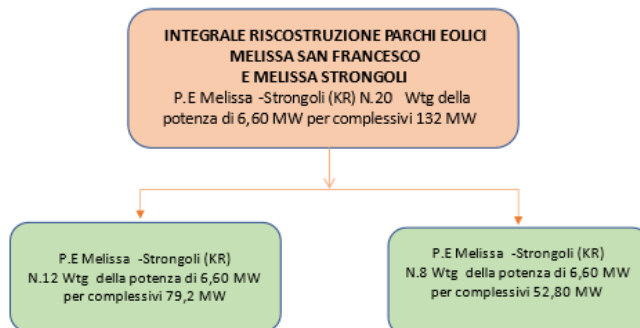 INTEGRALE RISCOSTRUZIONE PARCHI EOLICI
MELISSA SAN FRANCESCO
E MELISSA STRONGOLI
P.E Melissa -Strongoli (KR) N.20 Wtg della
potenza di 6,60 MW per complessivi 132 MW
P.E Melissa -Strongoli (KR)
N.12 Wtg della potenza di 6,60 MW
per complessivi 79,2 MW
P.E Melissa -Strongoli (KR)
N.8 Wtg della potenza di 6,60 MW
per complessivi 52,80 MW